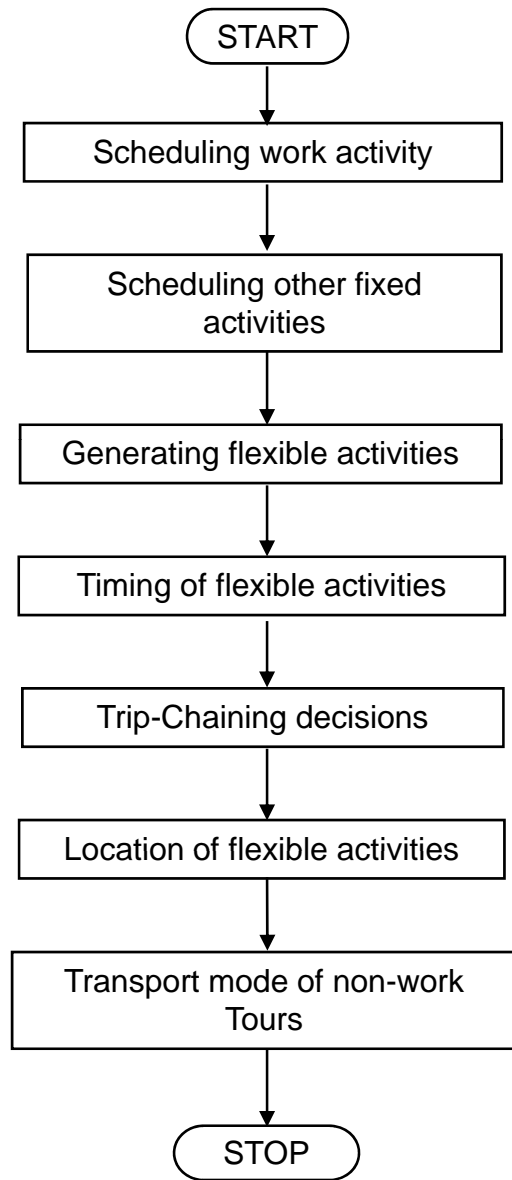 START
Scheduling work activity
Scheduling other fixed
activities
Generating flexible activities
Timing of flexible activities
Trip-Chaining decisions
Location of flexible activities
Transport mode of non-work
Tours
STOP